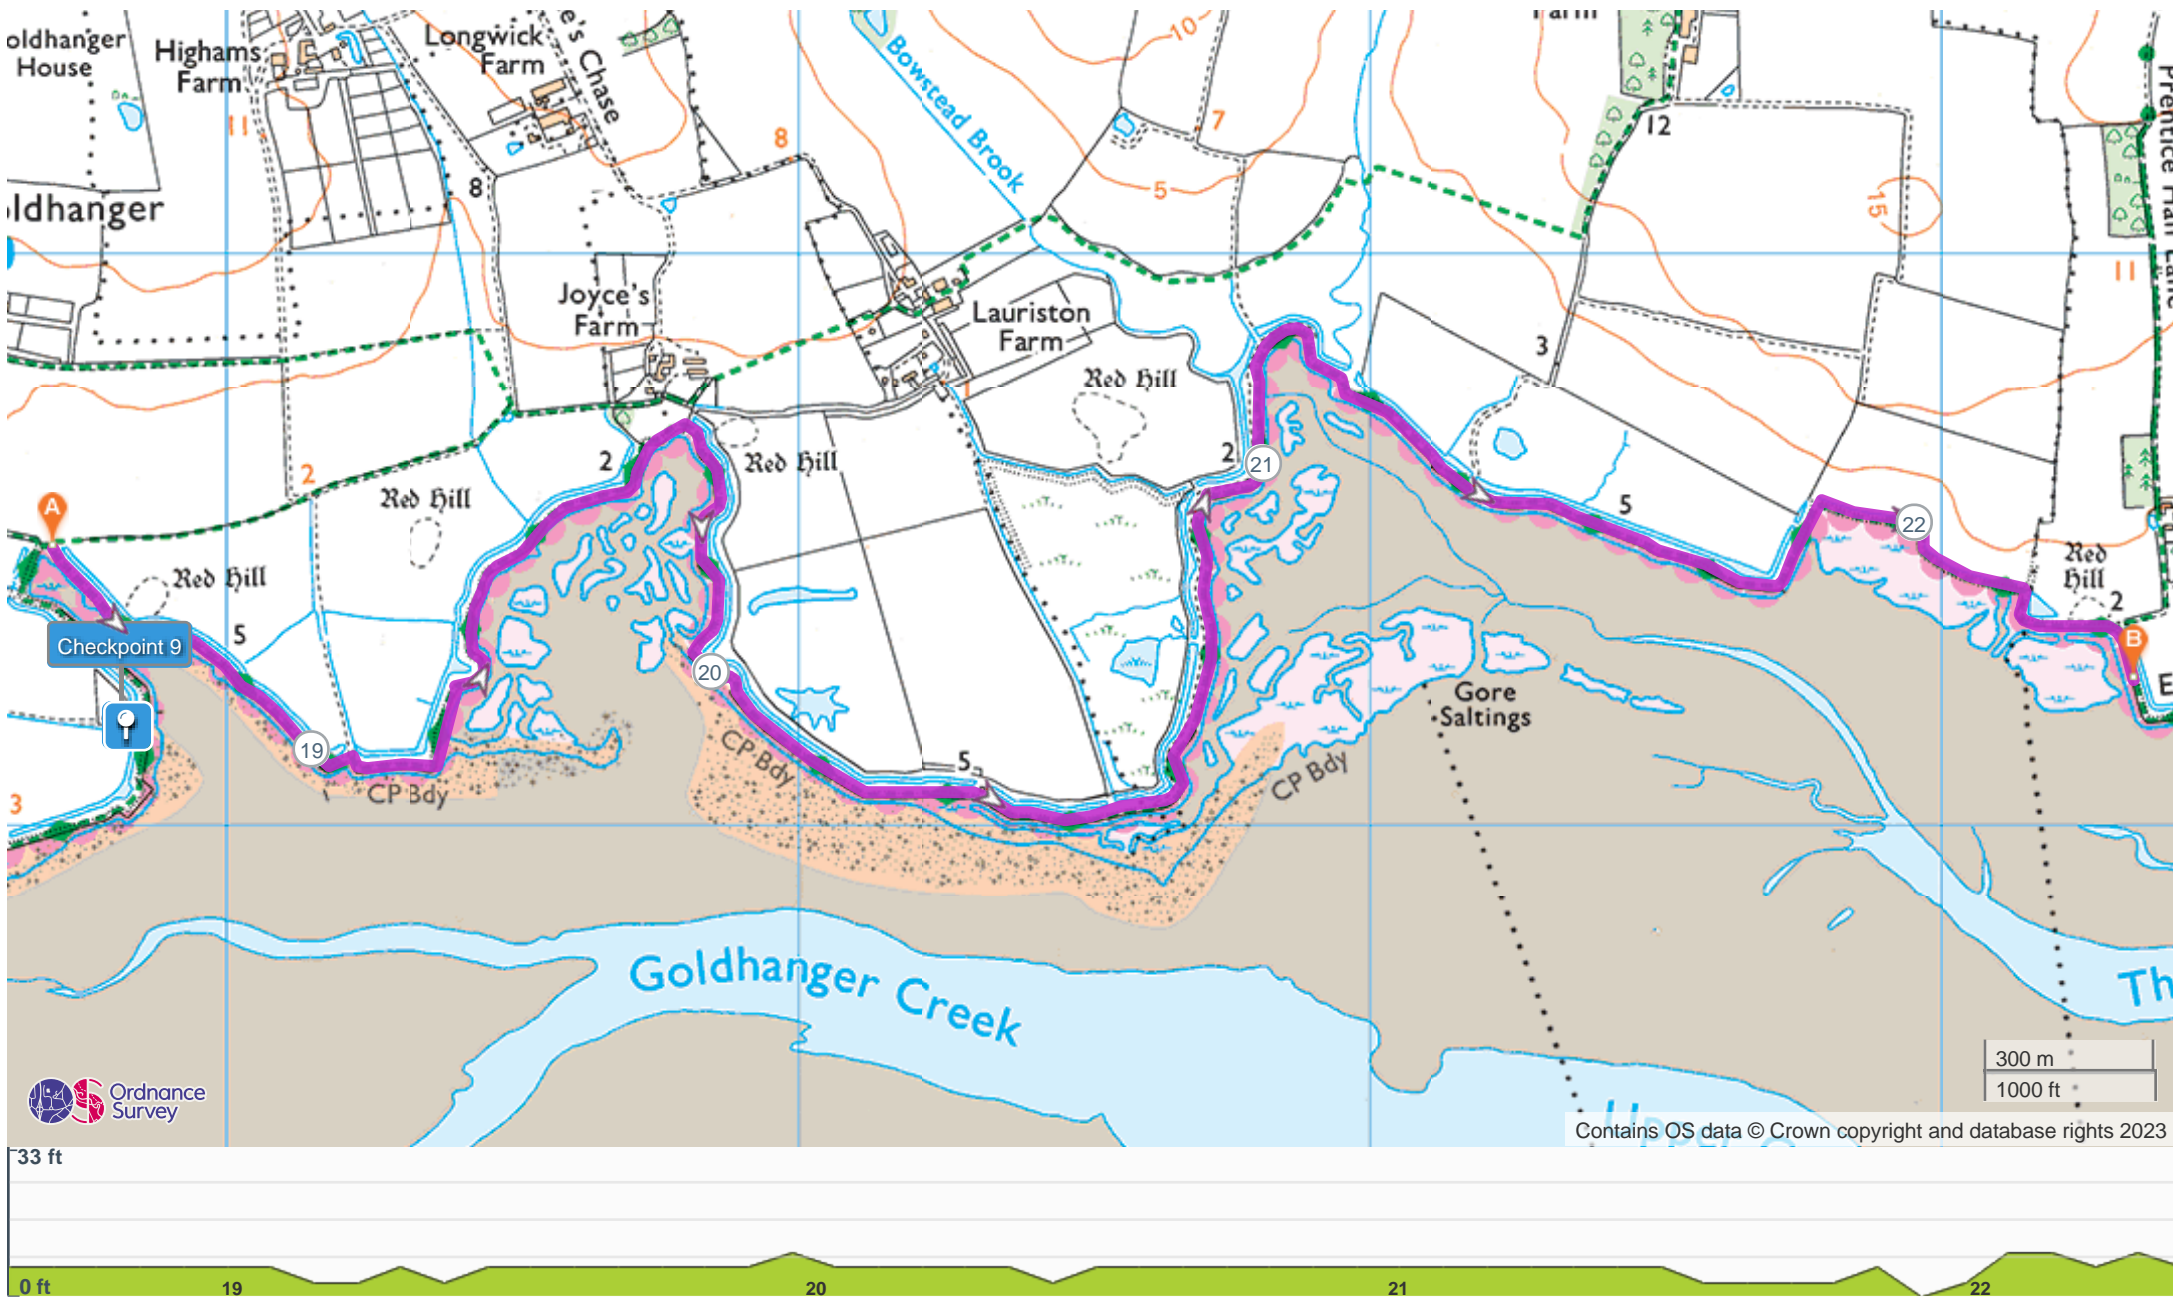 oldhanger
House
Highams
Farm
Longwick
Farm
e's Chase
Bowstead Brook
10
7
8
5
11
8
12
15
11
Prentice Hall Lane
ldhanger
Joyce's
Farm
Lauriston
Farm
Red Hill
3
2
Red Hill
2
Red Hill
2
21
5
22
A
Red Hill
5
Checkpoint 9
Red
Hill
2
B
E
19
20
Gore
Saltings
CP Bdy
5
CP Bdy
CP Bdy
3
Goldhanger Creek
Th
300 m
1000 ft
Ordnance
Survey
Contains OS data © Crown copyright and database rights 2023
33 ft
0 ft
19
20
21
22